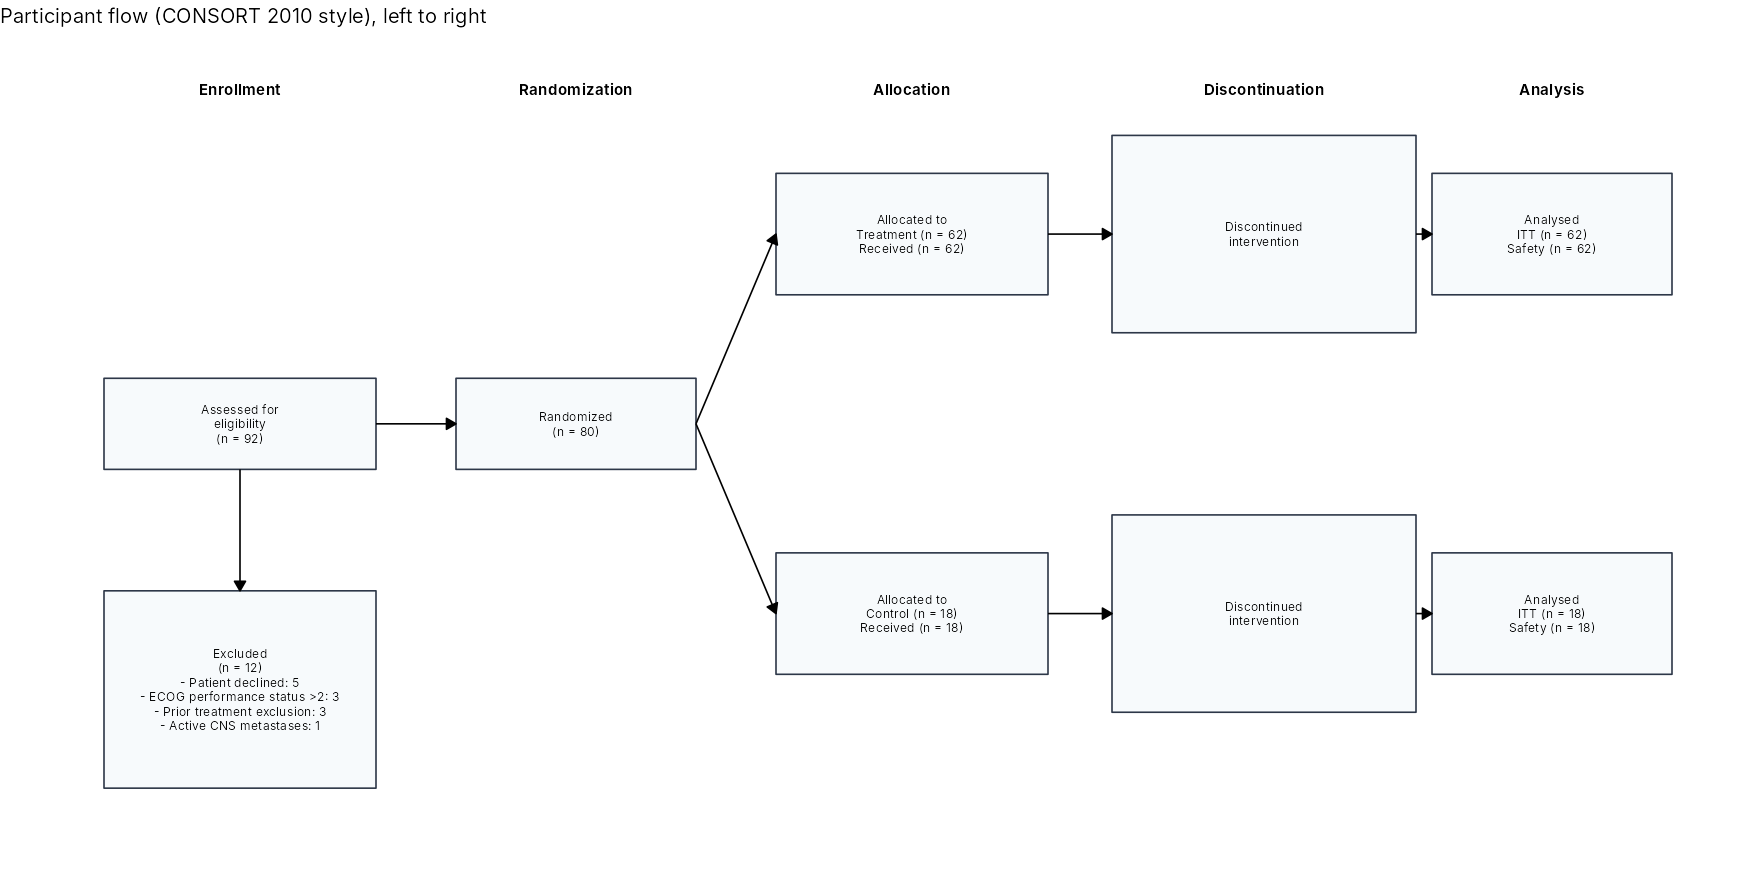 Participant flow (CONSORT 2010 style), left to right
Enrollment
Randomization
Allocation
Discontinuation
Analysis
Assessed for
eligibility
(n = 92)
Excluded
(n = 12)
- Patient declined: 5
- ECOG performance status >2: 3
- Prior treatment exclusion: 3
- Active CNS metastases: 1
Randomized
(n = 80)
Allocated to
Treatment (n = 62)
Received (n = 62)
Discontinued
intervention
Analysed
ITT (n = 62)
Safety (n = 62)
Allocated to
Control (n = 18)
Received (n = 18)
Discontinued
intervention
Analysed
ITT (n = 18)
Safety (n = 18)